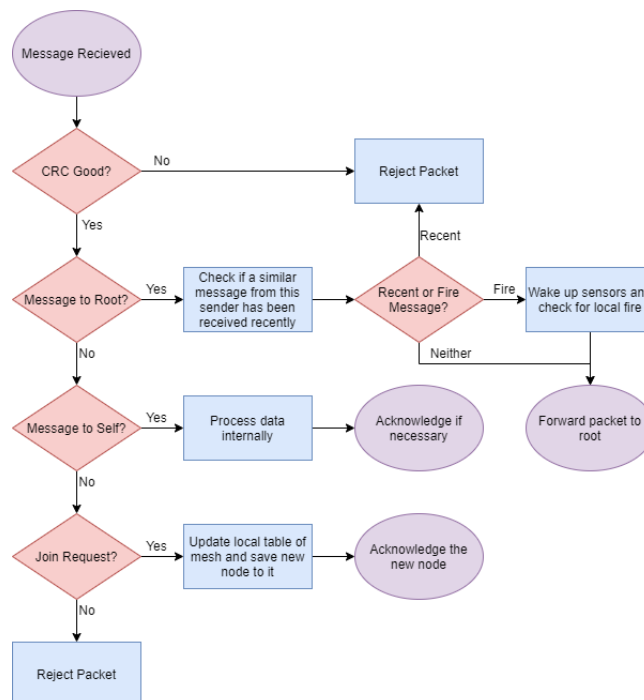 Message Recieved
CRC Good?
No
Reject Packet
Yes
Recent
Message to Root?
Yes
Check if a similar
message from this
sender has been
received recently
Recent or Fire
Message?
Fire
Wake up sensors an
check for local fire
No
Neither
Message to Self?
Yes
Process data
internally
Acknowledge if
necessary
Forward packet to
root
No
Join Request?
Yes
Update local table of
mesh and save new
node to it
Acknowledge the
new node
No
Reject Packet